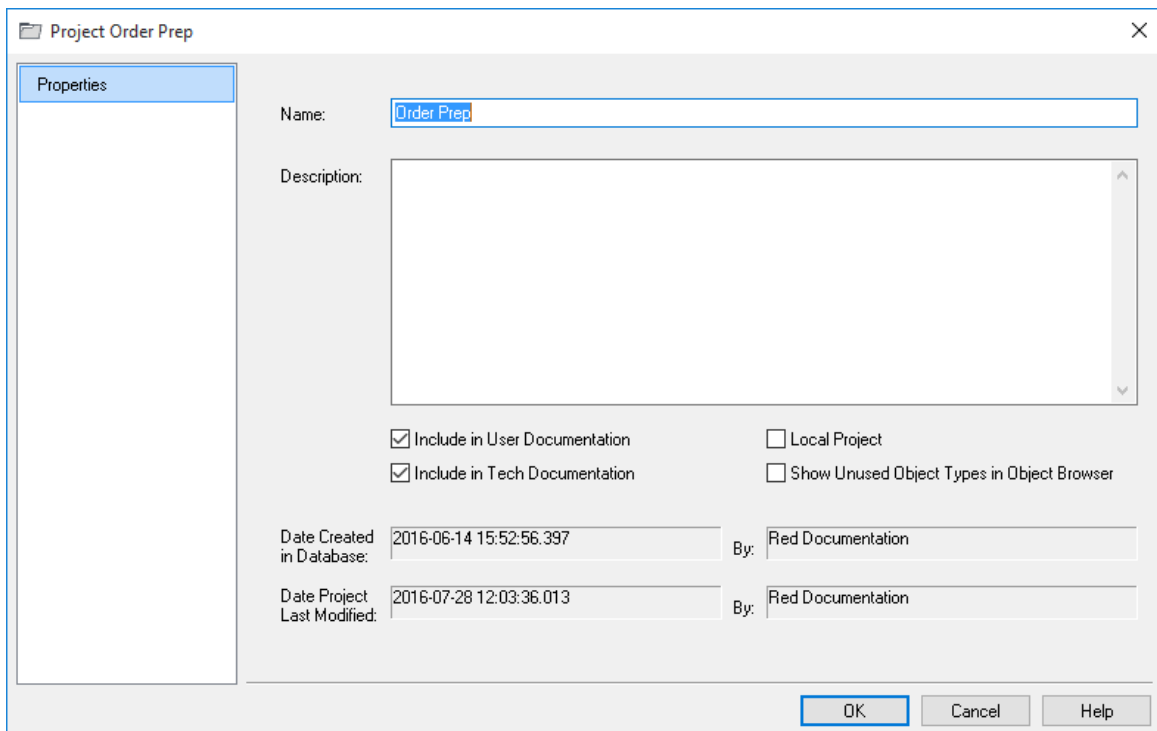 Project Order Prep
Properties
Name:
Order Prep
Description:
Include in User Documentation
Local Project
Include in Tech Documentation
Show Unused Object Types in Object Browser
Date Created
in Database:
2016-06-14 15:52:56.397
By:
Red Documentation
Date Project
Last Modified:
2016-07-28 12:03:36.013
By:
Red Documentation
OK
Cancel
Help